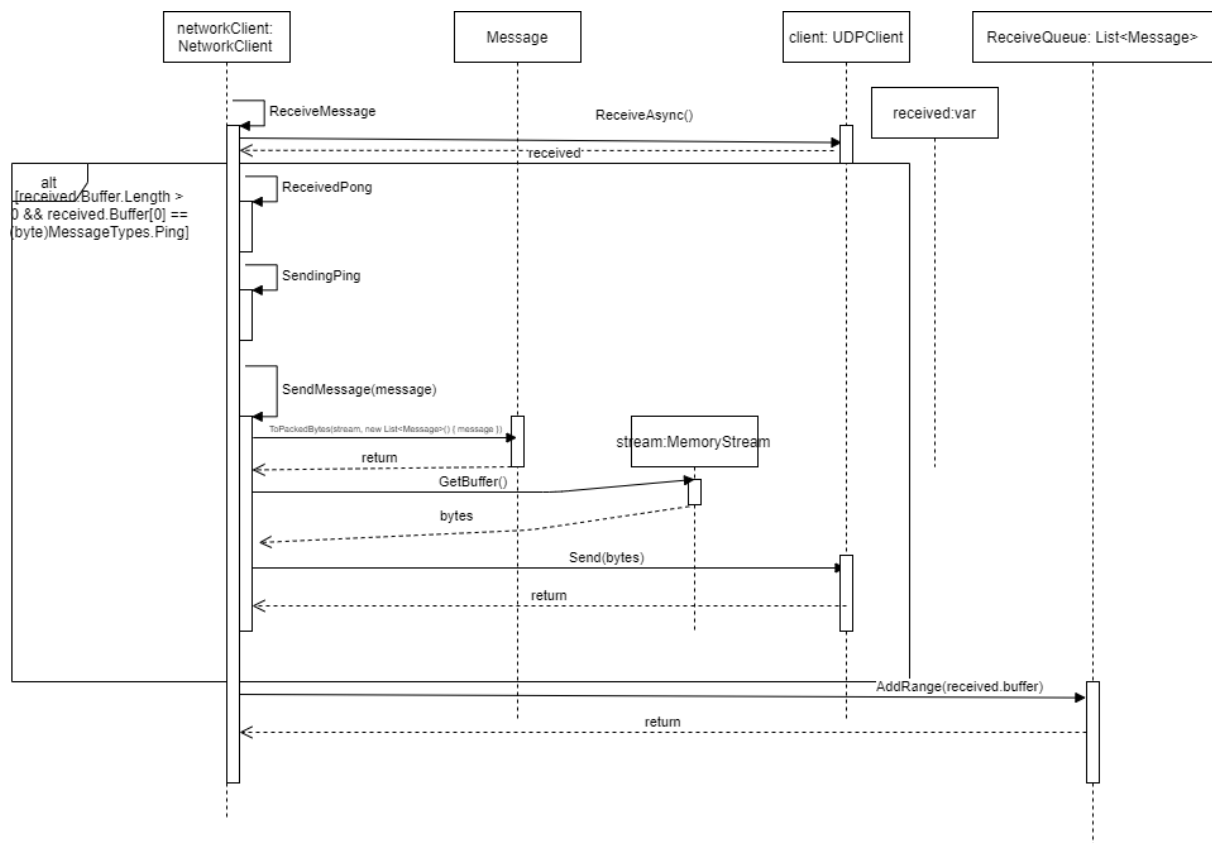 networkClient:
NetworkClient
Message
client: UDPClient
ReceiveQueue: List<Message>
ReceiveMessage
ReceiveAsync()
received:var
received
alt
[received.Buffer.Length >
0 && received.Buffer[0] ==
(byte)MessageTypes.Ping]
ReceivedPong
SendingPing
SendMessage(message)
ToPackedBytes(stream, new List<Message>() { message })
stream:MemoryStream
return
GetBuffer()
bytes
Send(bytes)
return
AddRange(received.buffer)
return